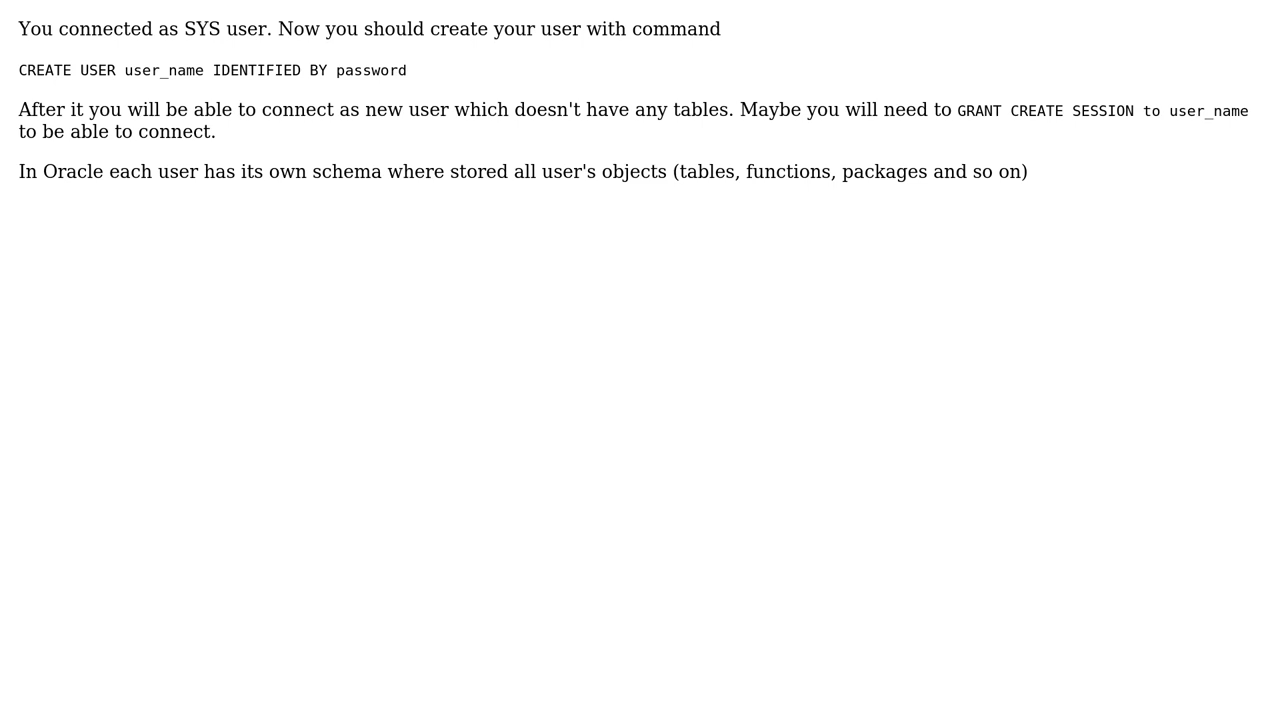 You connected as SYS user. Now you should create your user with command
CREATE USER user_name IDENTIFIED BY password
After it you will be able to connect as new user which doesn't have any tables. Maybe you will need to GRANT CREATE SESSION to user_name
to be able to connect.
In Oracle each user has its own schema where stored all user's objects (tables, functions, packages and so on)